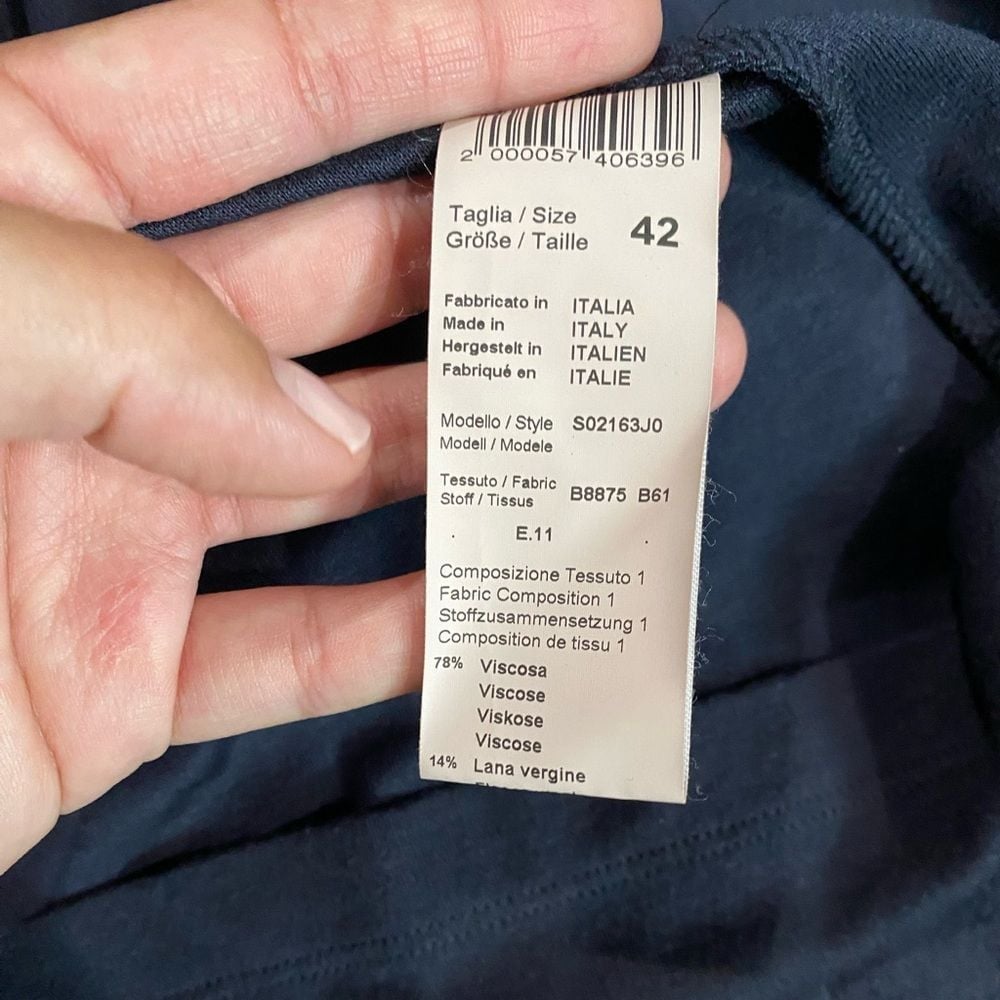 2 000057 406396
Taglia / Size
Größe / Taille 42
Fabbricato in ITALIA
Made in ITALY
Hergestelt in ITALIEN
Fabriqué en ITALIE
Modello / Style S02163J0
Modell / Modele
Tessuto / Fabric
Stoff / Tissus B8875 B61
E.11
Composizione Tessuto 1
Fabric Composition 1
Stoffzusammensetzung 1
Composition de tissu 1
78% Viscosa
Viscose
Viskose
Viscose
14% Lana vergine